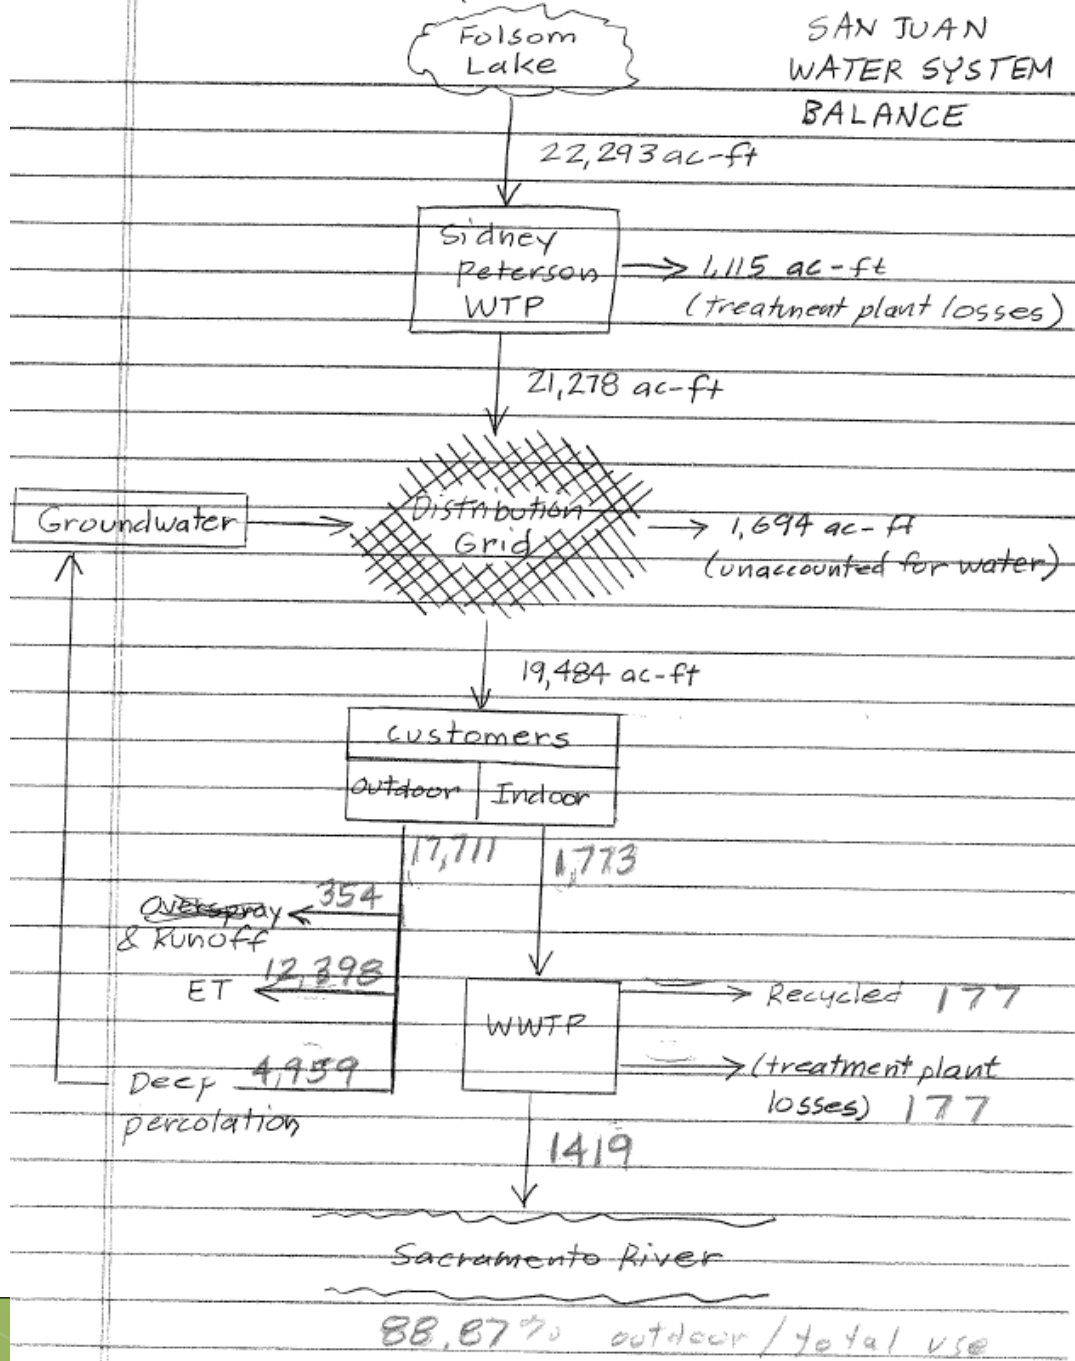 Folsom
Lake
SAN JUAN
WATER SYSTEM
BALANCE
22,293 ac-ft
Sidney
Peterson
WTP
1,115 ac-ft
(treatment plant losses)
21,278 ac-ft
Groundwater
Distribution
Grid
1,694 ac-ft
(unaccounted for water)
19,484 ac-ft
customers
Outdoor
Indoor
17,711
1,773
354
Overspray
& Runoff
12,398
ET
WWTP
Recycled 177
4,959
Deep
percolation
(treatment plant
losses) 177
1419
Sacramento River
88.87% outdoor / total use